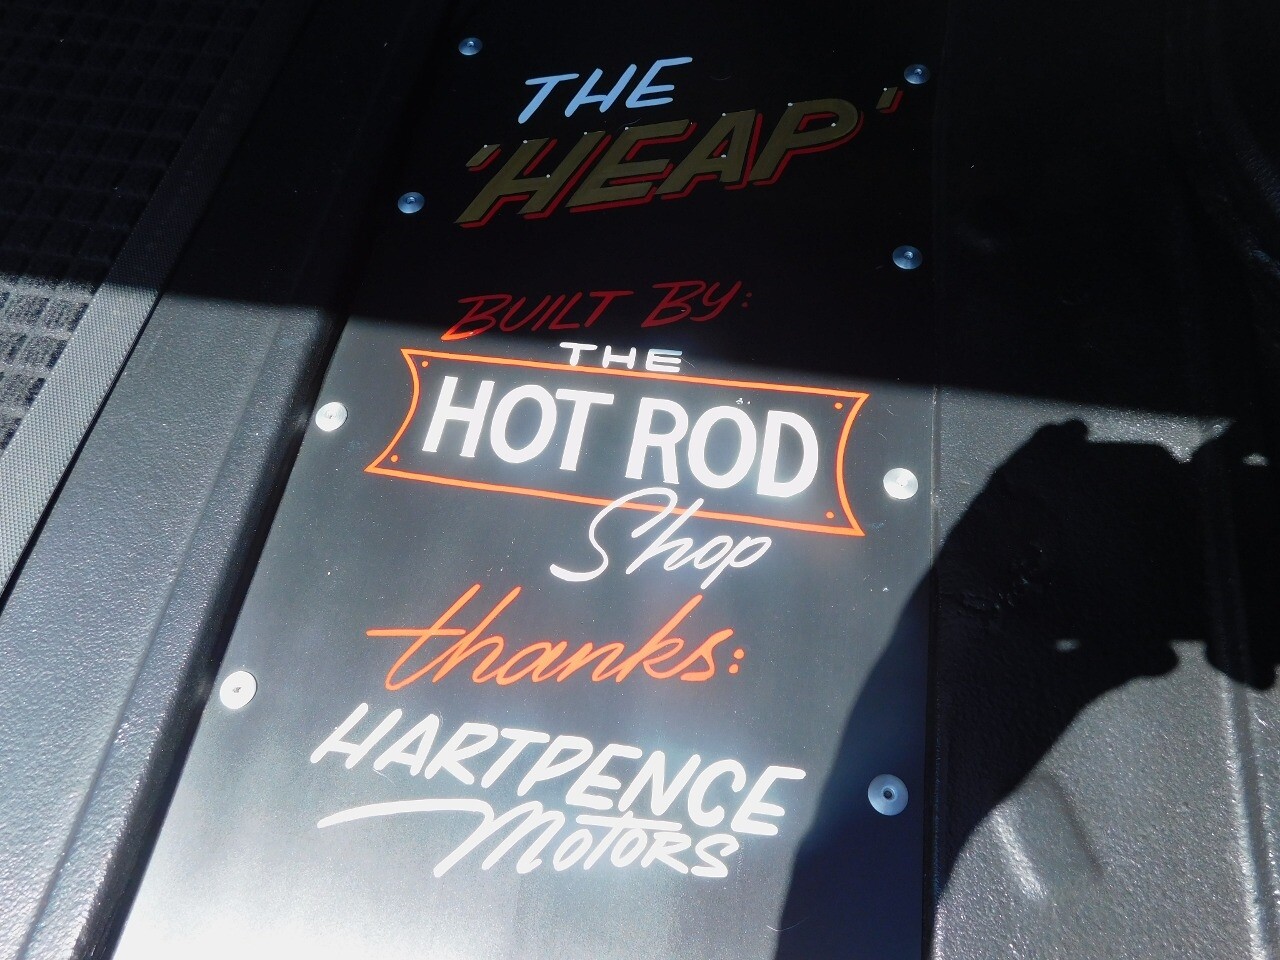 THE
'HEAP'
BUILT BY:
THE
HOT ROD
Shop
thanks:
HARTPENCE
MOTORS